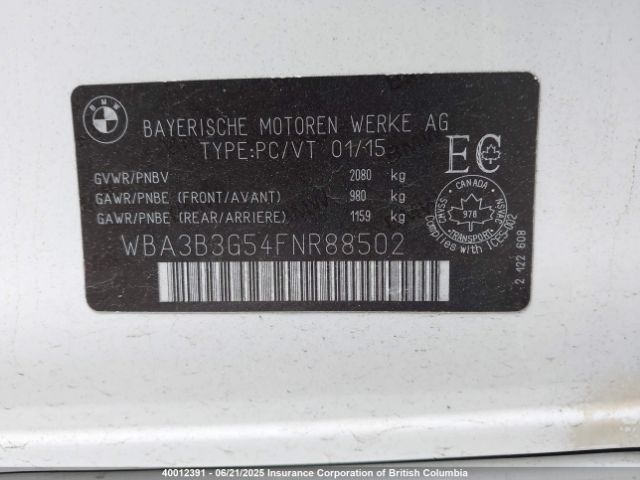 BMW
BAYERISCHE MOTOREN WERKE AG
TYPE:PC/VT 01/15
EC
GVWR/PNBV 2080 kg
GAWR/PNBE (FRONT/AVANT) 980 kg
GAWR/PNBE (REAR/ARRIERE) 1159 kg
CANADA
978
TRANSPORT
CMVSS
NSVAC
Complies with ICES-002
WBA3B3G54FNR88502
2 122 608
40012391 - 06/21/2025 Insurance Corporation of British Columbia